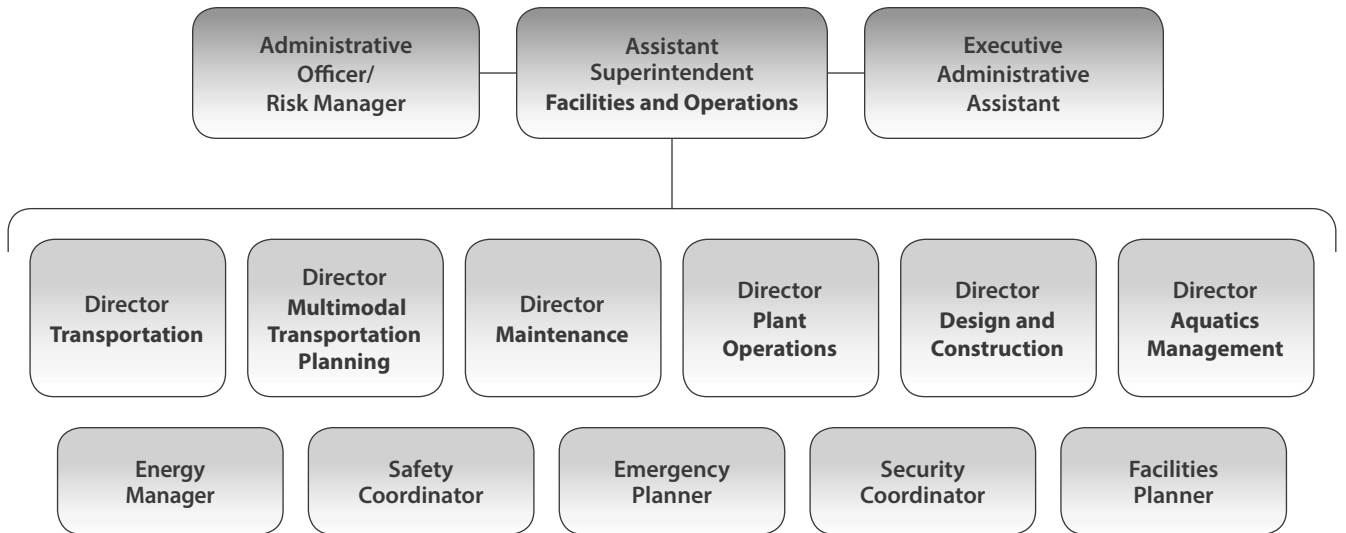 Administrative
Officer/
Risk Manager
Assistant
Superintendent
Facilities and Operations
Executive
Administrative
Assistant
Director
Transportation
Director
Multimodal
Transportation
Planning
Director
Maintenance
Director
Plant
Operations
Director
Design and
Construction
Director
Aquatics
Management
Energy
Manager
Safety
Coordinator
Emergency
Planner
Security
Coordinator
Facilities
Planner